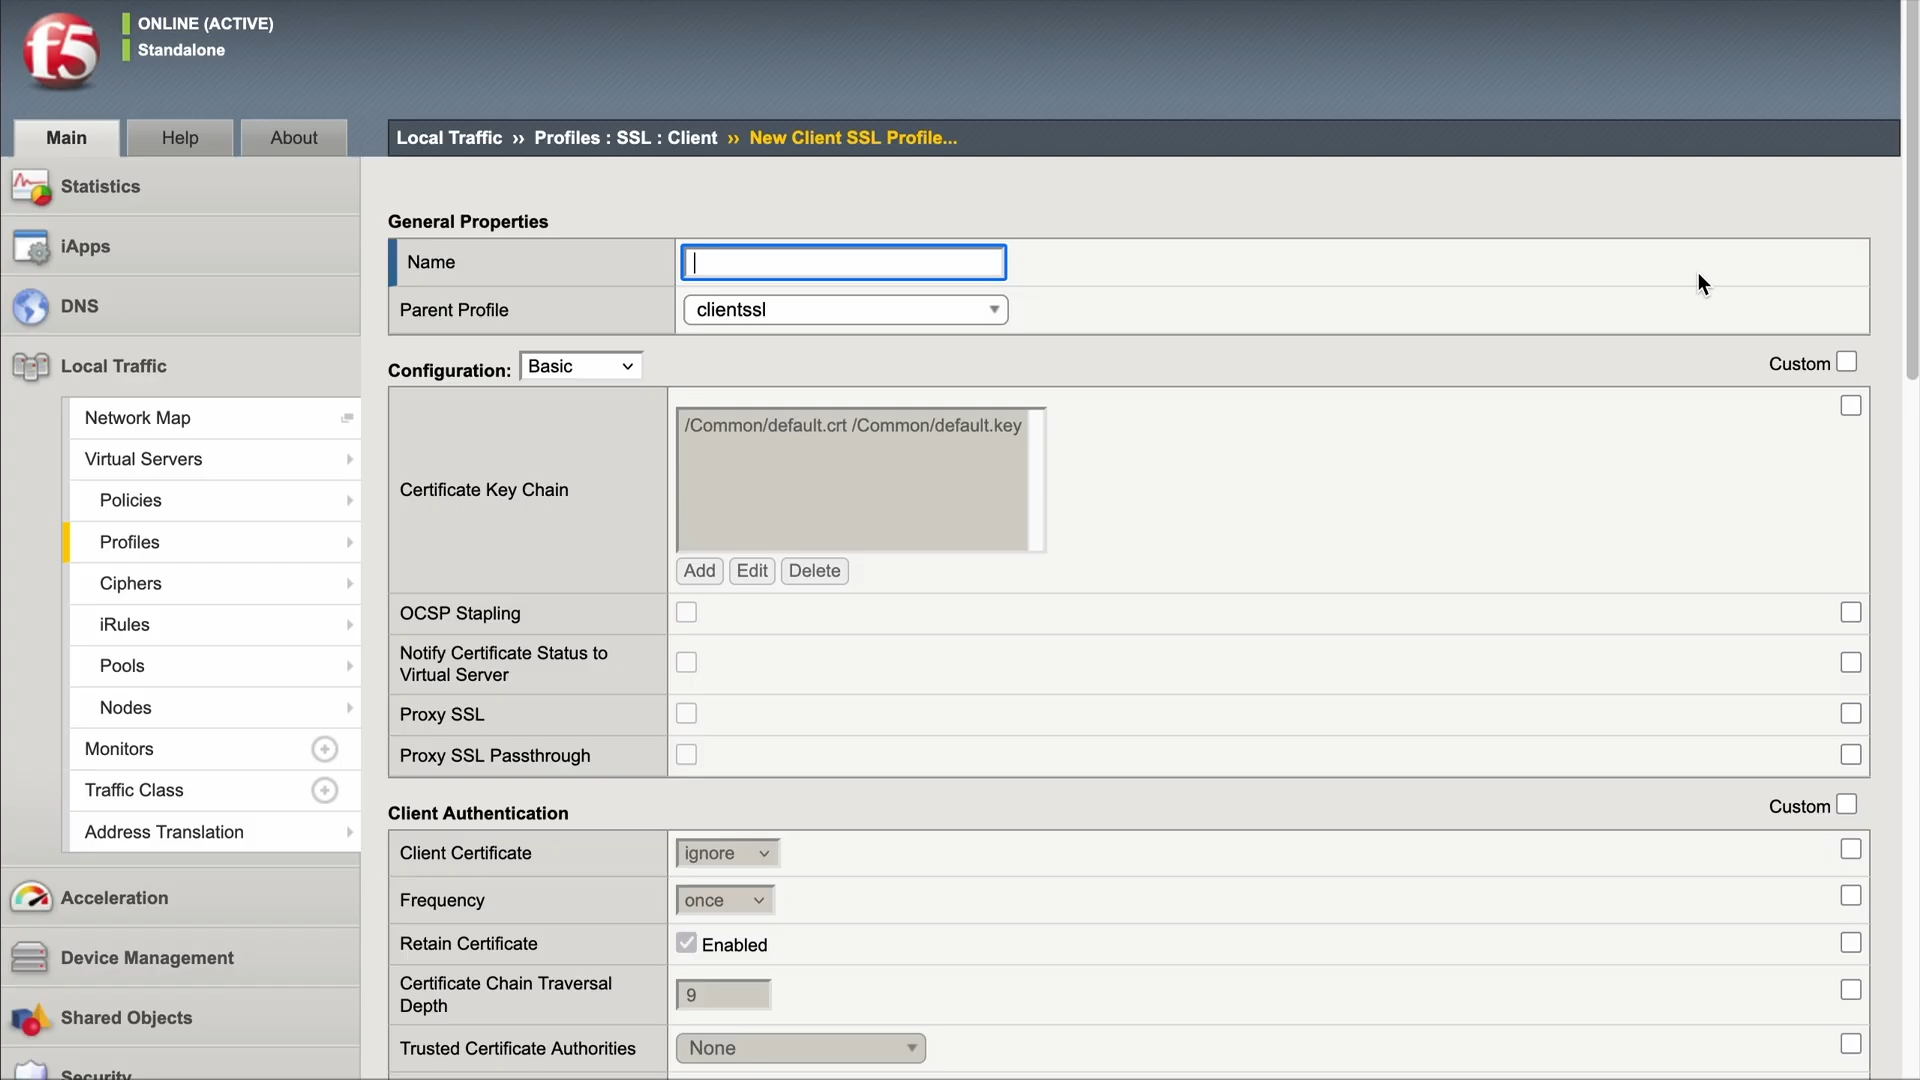 f5
ONLINE (ACTIVE)
Standalone
Main
Help
About
Local Traffic ›› Profiles : SSL : Client ›› New Client SSL Profile...
Statistics
iApps
DNS
Local Traffic
Network Map
Virtual Servers
Policies
Profiles
Ciphers
iRules
Pools
Nodes
Monitors
Traffic Class
Address Translation
Acceleration
Device Management
Shared Objects
Security
General Properties
Name
Parent Profile
clientssl
Configuration: Basic
Custom
Certificate Key Chain
/Common/default.crt /Common/default.key
Add Edit Delete
OCSP Stapling
Notify Certificate Status to
Virtual Server
Proxy SSL
Proxy SSL Passthrough
Client Authentication
Custom
Client Certificate
ignore
Frequency
once
Retain Certificate
Enabled
Certificate Chain Traversal
Depth
9
Trusted Certificate Authorities
None